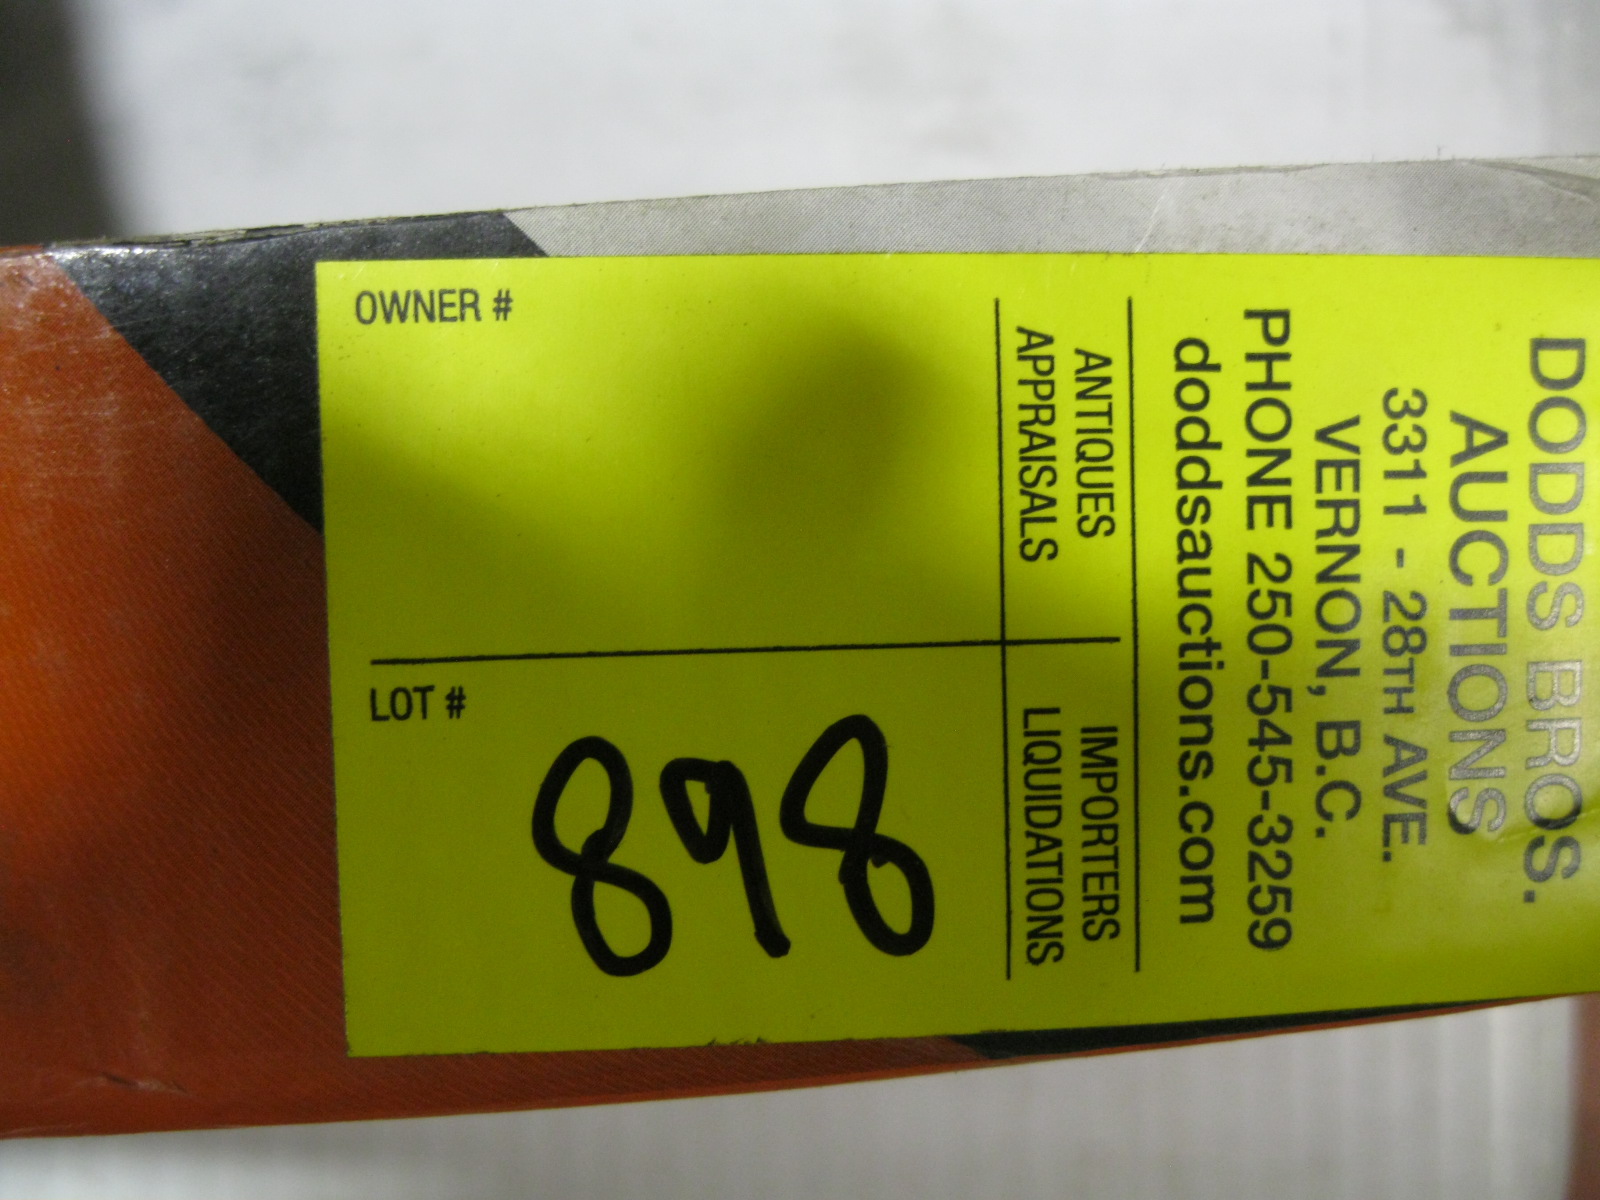 DODDS BROS.
AUCTIONS
3311 - 28TH AVE.
VERNON, B.C.
PHONE 250-545-3259
doddsauctions.com
ANTIQUES
APPRAISALS
IMPORTERS
LIQUIDATIONS
OWNER #
LOT #
898